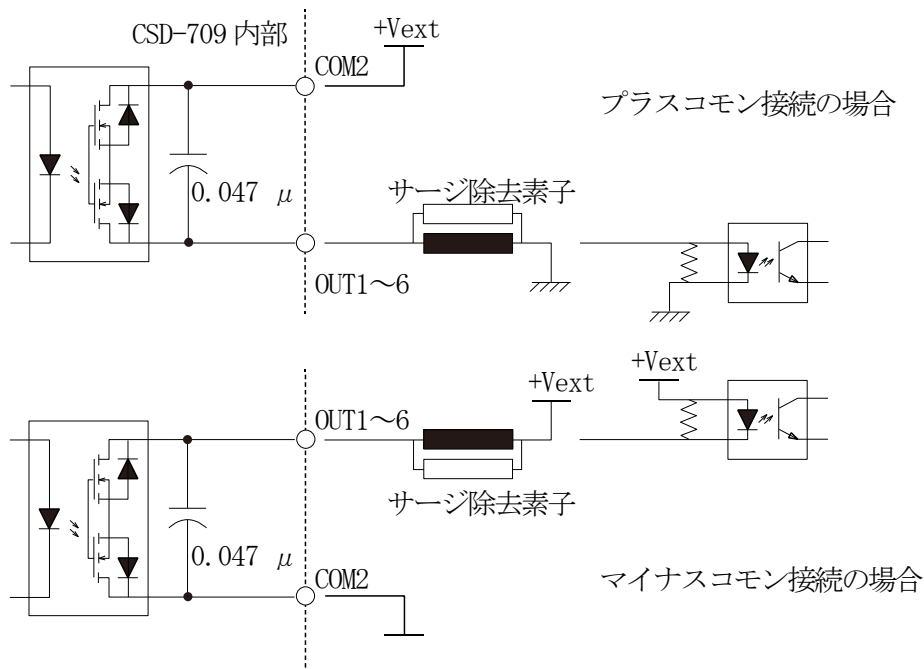 CSD-709 内部
+Vext
COM2
プラスコモン接続の場合
0.047 μ
サージ除去素子
OUT1～6
+Vext
+Vext
OUT1～6
サージ除去素子
0.047 μ
COM2
マイナスコモン接続の場合